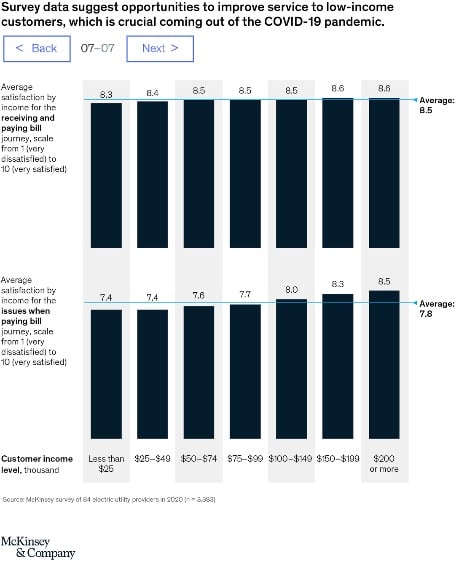 Survey data suggest opportunities to improve service to low-income
customers, which is crucial coming out of the COVID-19 pandemic.
< Back
07–07
Next >
Average
satisfaction by
income for the
receiving and
paying bill
journey, scale
from 1 (very
dissatisfied) to
10 (very satisfied)
8.3
8.4
8.5
8.5
8.5
8.6
8.6
Average:
8.5
Average
satisfaction by
income for the
issues when
paying bill
journey, scale
from 1 (very
dissatisfied) to
10 (very satisfied)
7.4
7.4
7.6
7.7
8.0
8.3
8.5
Average:
7.8
Customer income
level, thousand
Less than
$25
$25–$49
$50–$74
$75–$99
$100–$149
$150–$199
$200
or more
Source: McKinsey survey of 84 electric utility providers in 2020 (n = 3,383)
McKinsey
& Company